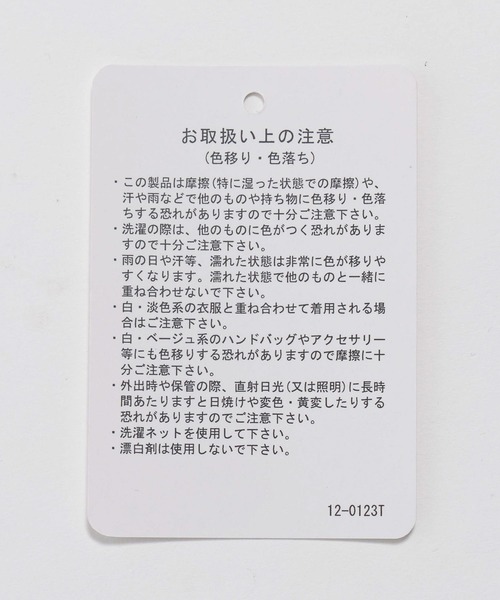 お取扱い上の注意
(色移り・色落ち)
・この製品は摩擦(特に湿った状態での摩擦)や、
汗や雨などで他のものや持ち物に色移り・色落
ちする恐れがありますので十分ご注意下さい。
・洗濯の際は、他のものに色がつく恐れがありま
すので十分ご注意下さい。
・雨の日や汗等、濡れた状態は非常に色が移りや
すくなります。濡れた状態で他のものと一緒に
重ね合わせないで下さい。
・白・淡色系の衣服と重ね合わせて着用される場
合はご注意下さい。
・白・ベージュ系のハンドバッグやアクセサリー
等にも色移りする恐れがありますので摩擦に十
分ご注意下さい。
・外出時や保管の際、直射日光(又は照明)に長時
間あたりますと日焼けや変色・黄変したりする
恐れがありますのでご注意下さい。
・洗濯ネットを使用して下さい。
・漂白剤は使用しないで下さい。
12-0123T